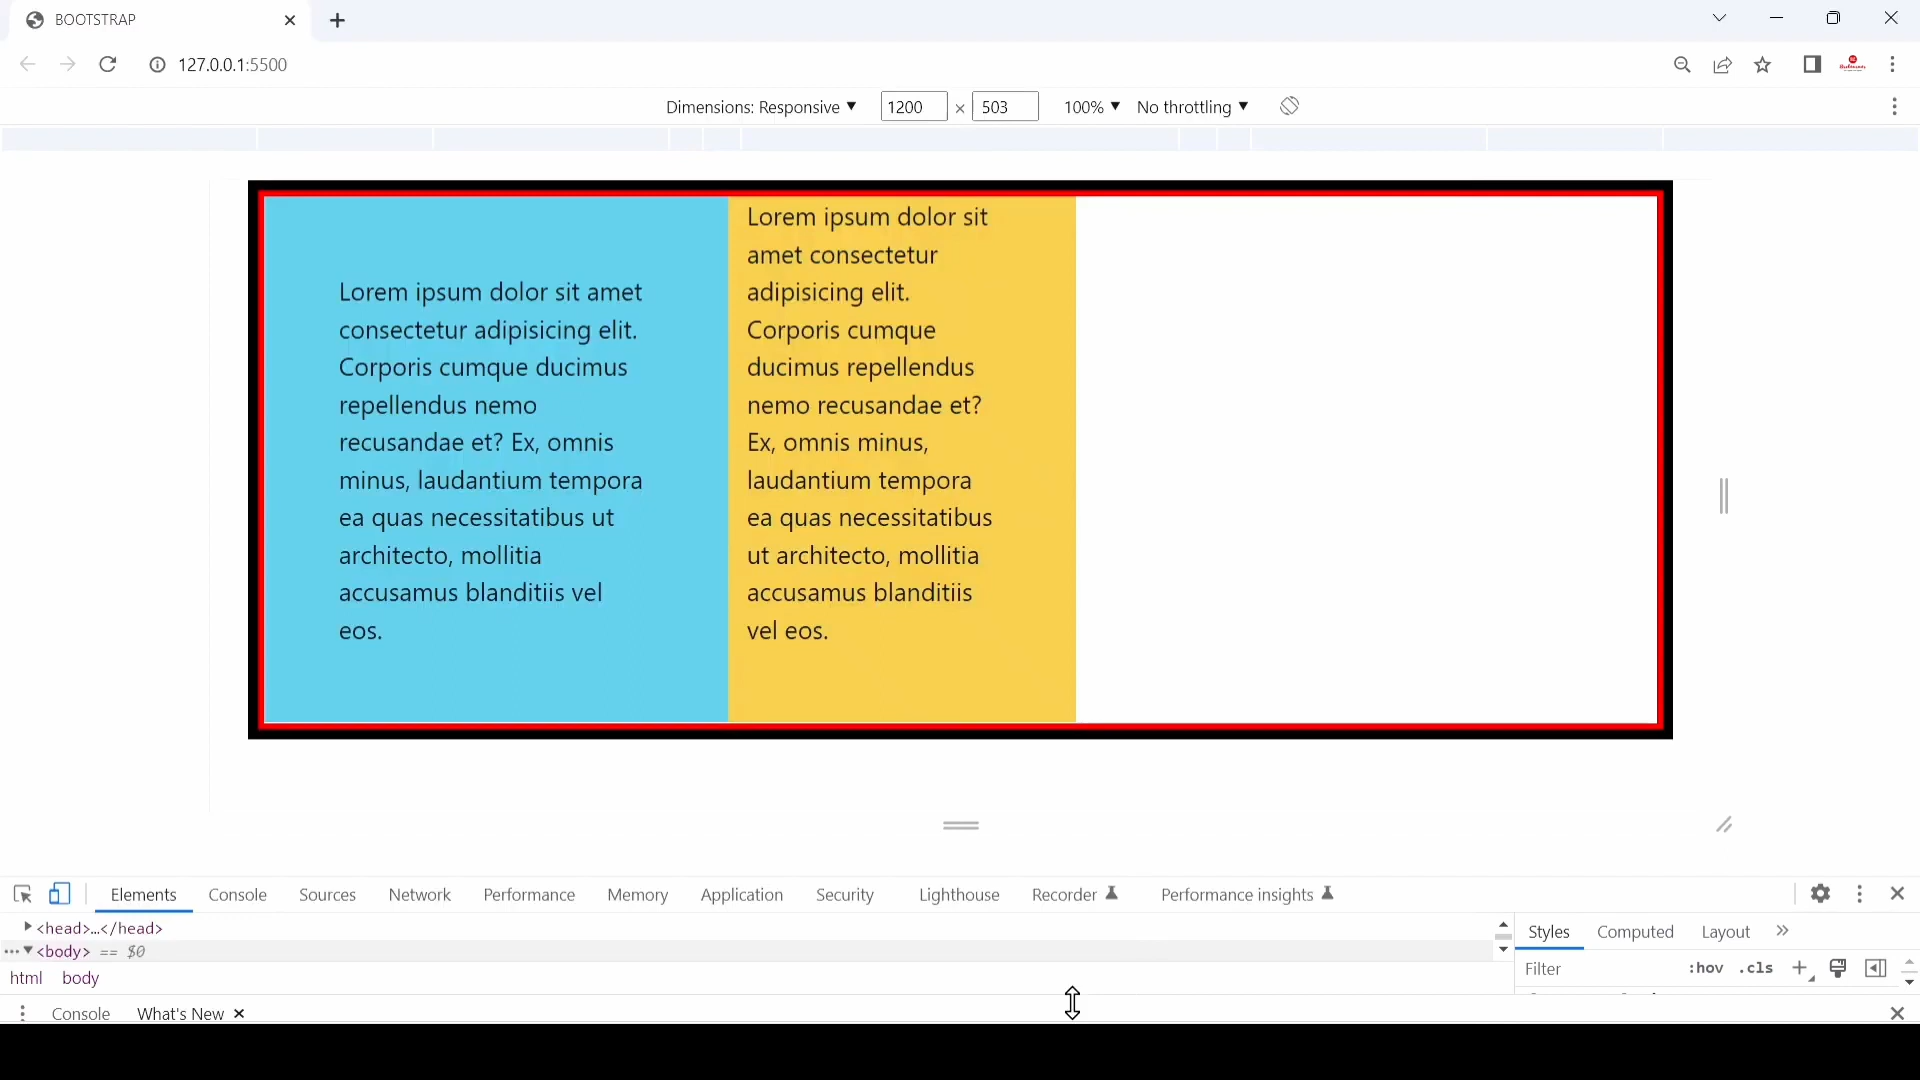 BOOTSTRAP
127.0.0.1:5500
Dimensions: Responsive 1200 × 503 100% No throttling
Lorem ipsum dolor sit amet
consectetur adipisicing elit.
Corporis cumque ducimus
repellendus nemo
recusandae et? Ex, omnis
minus, laudantium tempora
ea quas necessitatibus ut
architecto, mollitia
accusamus blanditiis vel
eos.
Lorem ipsum dolor sit
amet consectetur
adipisicing elit.
Corporis cumque
ducimus repellendus
nemo recusandae et?
Ex, omnis minus,
laudantium tempora
ea quas necessitatibus
ut architecto, mollitia
accusamus blanditiis
vel eos.
Elements Console Sources Network Performance Memory Application Security Lighthouse Recorder Performance insights
<head>…</head>
<body> == $0
html body
Styles Computed Layout
Filter :hov .cls
Console What's New